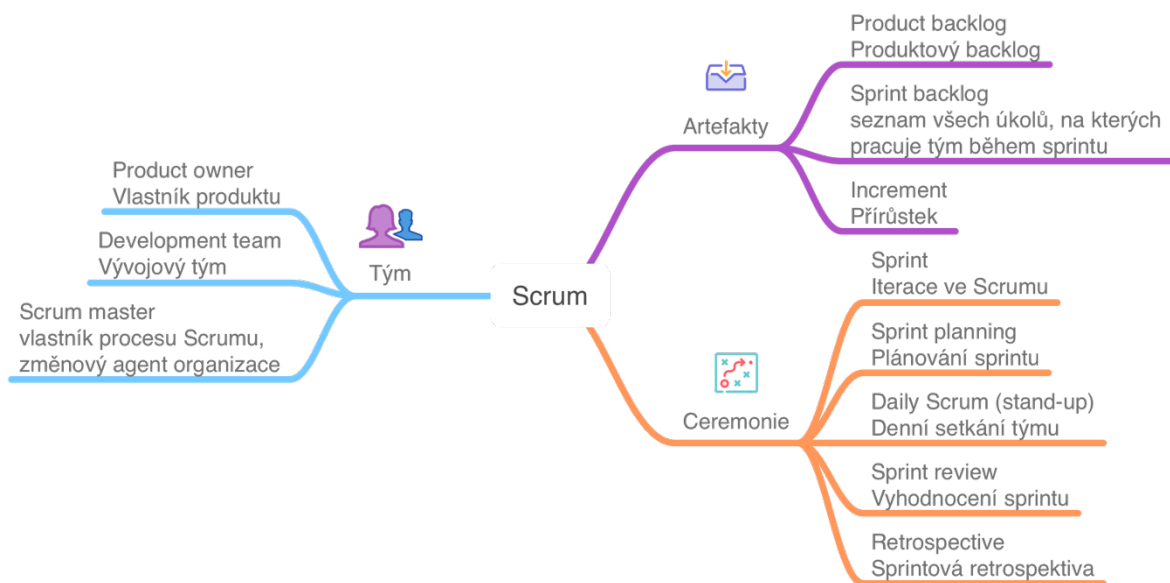 Scrum
Tým
Product owner
Vlastník produktu
Development team
Vývojový tým
Scrum master
vlastník procesu Scrumu,
změnový agent organizace
Artefakty
Product backlog
Produktový backlog
Sprint backlog
seznam všech úkolů, na kterých
pracuje tým během sprintu
Increment
Přírůstek
Ceremonie
Sprint
Iterace ve Scrumu
Sprint planning
Plánování sprintu
Daily Scrum (stand-up)
Denní setkání týmu
Sprint review
Vyhodnocení sprintu
Retrospective
Sprintová retrospektiva